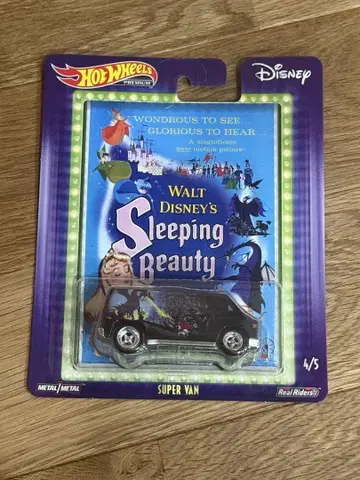 Hot Wheels
PREMIUM
Disney
WONDROUS TO SEE...
GLORIOUS TO HEAR...
A magnificent
new motion picture!
WALT
DISNEY'S
Sleeping
Beauty
4/5
METAL/METAL
SUPER VAN
Real Riders